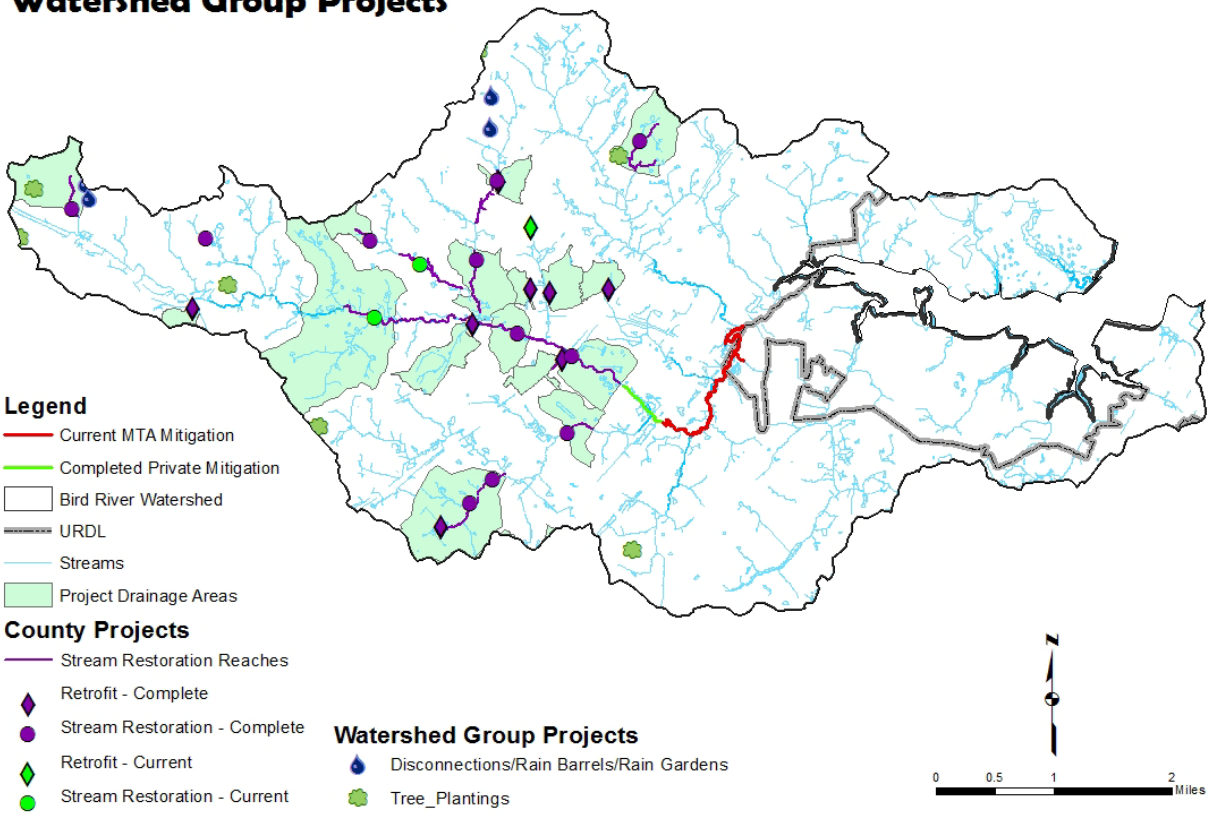 Watershed Group Projects
Legend
Current MTA Mitigation
Completed Private Mitigation
Bird River Watershed
URDL
Streams
Project Drainage Areas
County Projects
Stream Restoration Reaches
Retrofit - Complete
Stream Restoration - Complete
Retrofit - Current
Stream Restoration - Current
Watershed Group Projects
Disconnections/Rain Barrels/Rain Gardens
Tree_Plantings
N
0 0.5 1 2
Miles